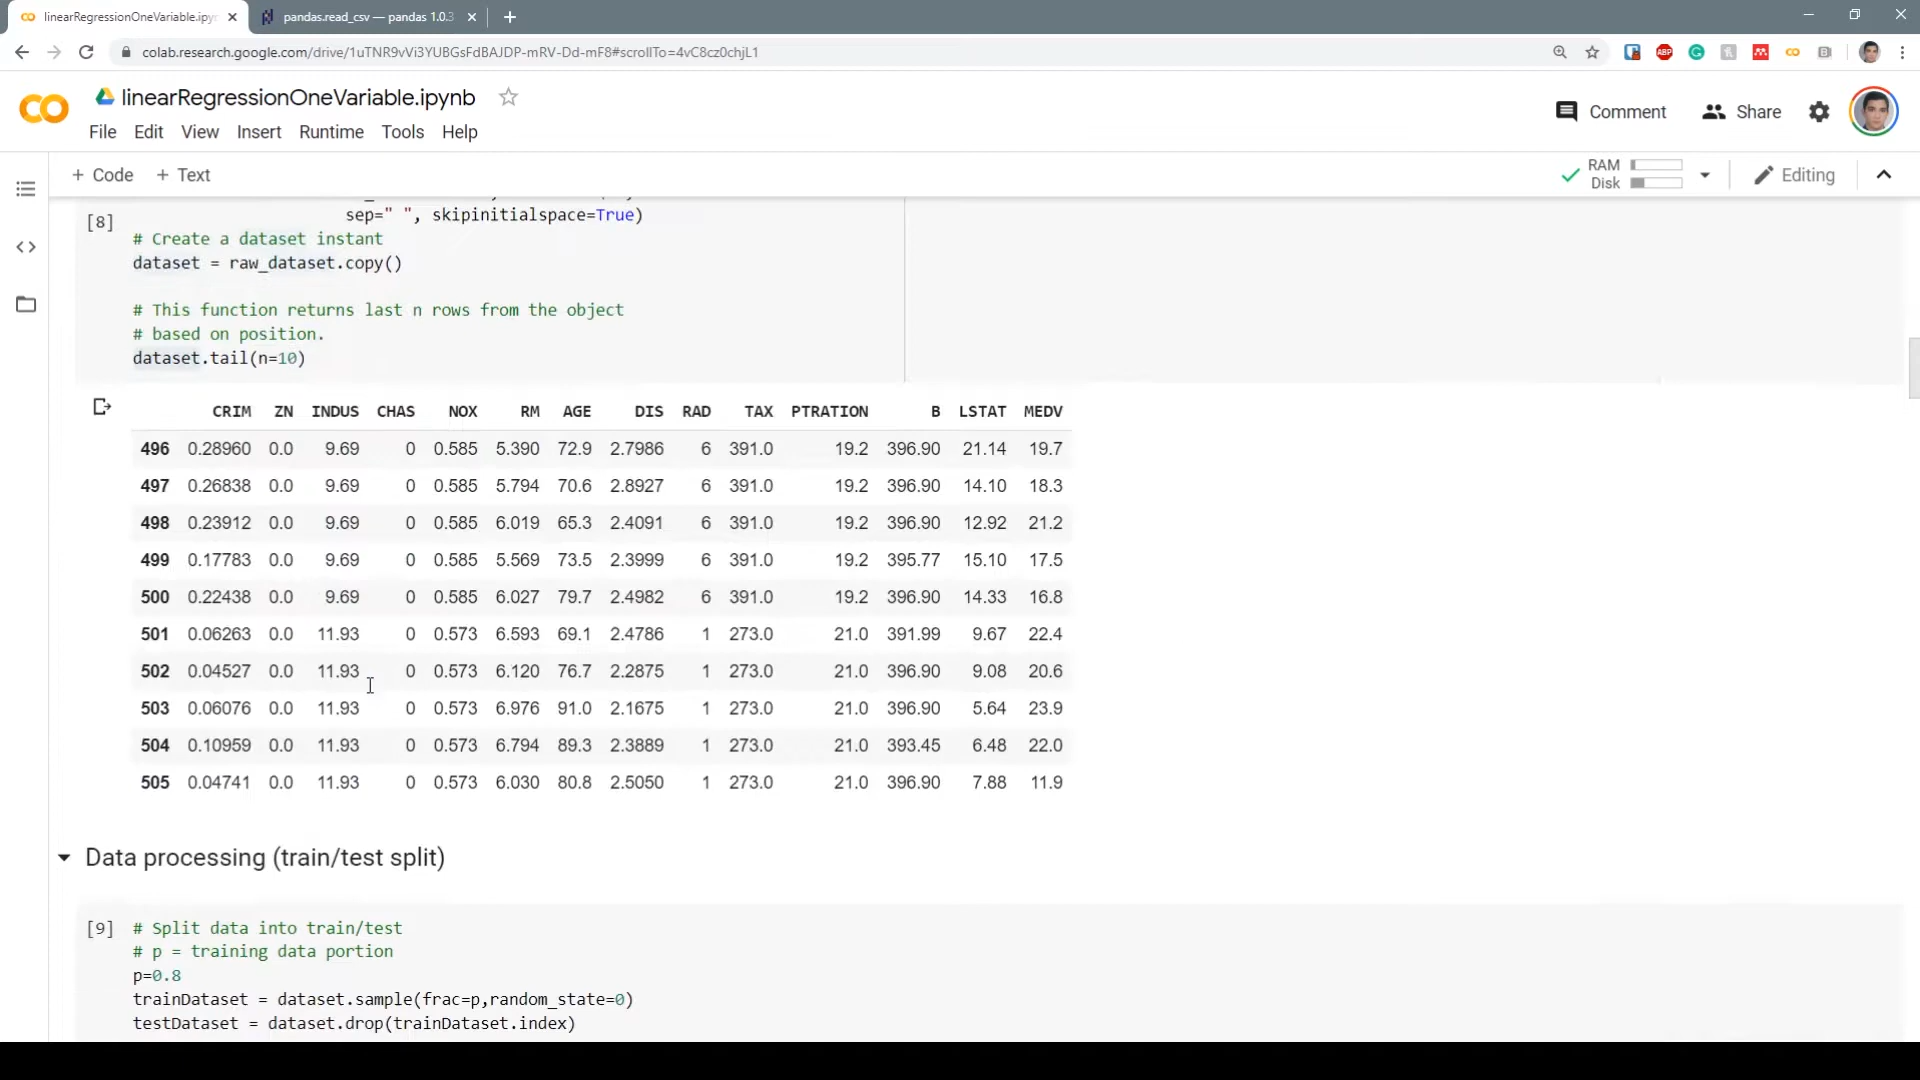 linearRegressionOneVariable.ipy
pandas.read_csv — pandas 1.0.3
colab.research.google.com/drive/1uTNR9vVi3YUBGsFdBAJDP-mRV-Dd-mF8#scrollTo=4vC8cz0chjL1
ABP
linearRegressionOneVariable.ipynb
Comment
Share
File Edit View Insert Runtime Tools Help
+ Code + Text
RAM
Disk
Editing
[8]
sep=" ", skipinitialspace=True)
# Create a dataset instant
dataset = raw_dataset.copy()
# This function returns last n rows from the object
# based on position.
dataset.tail(n=10)
CRIM ZN INDUS CHAS NOX RM AGE DIS RAD TAX PTRATION B LSTAT MEDV
496 0.28960 0.0 9.69 0 0.585 5.390 72.9 2.7986 6 391.0 19.2 396.90 21.14 19.7
497 0.26838 0.0 9.69 0 0.585 5.794 70.6 2.8927 6 391.0 19.2 396.90 14.10 18.3
498 0.23912 0.0 9.69 0 0.585 6.019 65.3 2.4091 6 391.0 19.2 396.90 12.92 21.2
499 0.17783 0.0 9.69 0 0.585 5.569 73.5 2.3999 6 391.0 19.2 395.77 15.10 17.5
500 0.22438 0.0 9.69 0 0.585 6.027 79.7 2.4982 6 391.0 19.2 396.90 14.33 16.8
501 0.06263 0.0 11.93 0 0.573 6.593 69.1 2.4786 1 273.0 21.0 391.99 9.67 22.4
502 0.04527 0.0 11.93 0 0.573 6.120 76.7 2.2875 1 273.0 21.0 396.90 9.08 20.6
503 0.06076 0.0 11.93 0 0.573 6.976 91.0 2.1675 1 273.0 21.0 396.90 5.64 23.9
504 0.10959 0.0 11.93 0 0.573 6.794 89.3 2.3889 1 273.0 21.0 393.45 6.48 22.0
505 0.04741 0.0 11.93 0 0.573 6.030 80.8 2.5050 1 273.0 21.0 396.90 7.88 11.9
Data processing (train/test split)
[9] # Split data into train/test
# p = training data portion
p=0.8
trainDataset = dataset.sample(frac=p,random_state=0)
testDataset = dataset.drop(trainDataset.index)